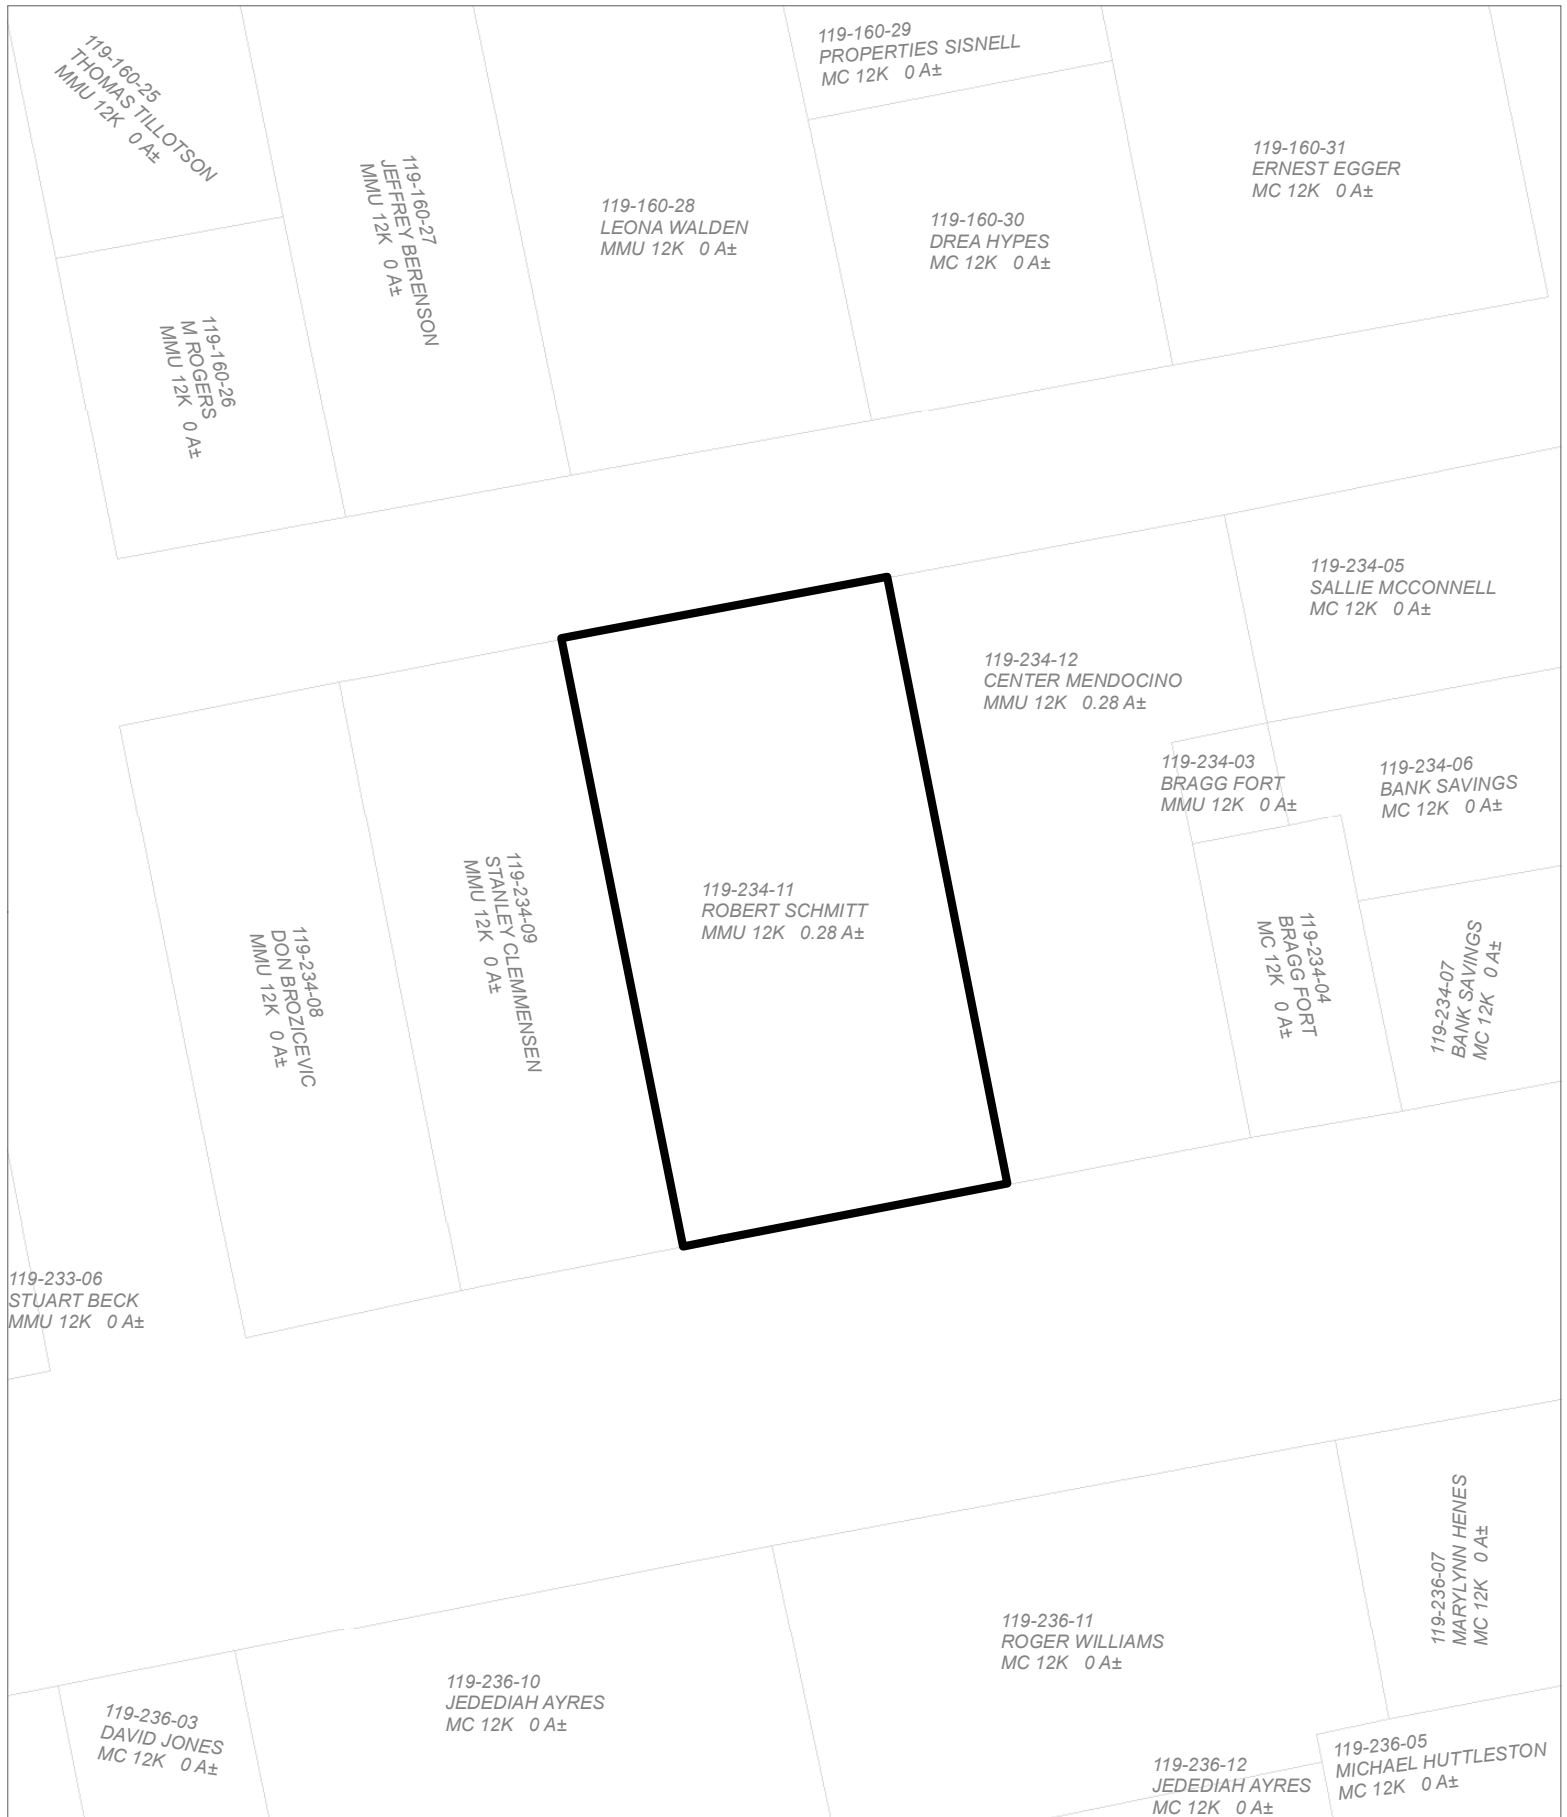 119-160-25
THOMAS TILLOTSON
MMU 12K 0 A±
119-160-29
PROPERTIES SISNELL
MC 12K 0 A±
119-160-27
JEFFREY BERENSON
MMU 12K 0 A±
119-160-28
LEONA WALDEN
MMU 12K 0 A±
119-160-30
DREA HYPES
MC 12K 0 A±
119-160-31
ERNEST EGGER
MC 12K 0 A±
119-160-26
M ROGERS
MMU 12K 0 A±
119-234-05
SALLIE MCCONNELL
MC 12K 0 A±
119-234-12
CENTER MENDOCINO
MMU 12K 0.28 A±
119-234-03
BRAGG FORT
MMU 12K 0 A±
119-234-06
BANK SAVINGS
MC 12K 0 A±
119-234-08
DON BROZICEVIC
MMU 12K 0 A±
119-234-09
STANLEY CLEMMENSEN
MMU 12K 0 A±
119-234-11
ROBERT SCHMITT
MMU 12K 0.28 A±
119-234-04
BRAGG FORT
MC 12K 0 A±
119-234-07
BANK SAVINGS
MC 12K 0 A±
119-233-06
STUART BECK
MMU 12K 0 A±
119-236-07
MARYLYNN HENES
MC 12K 0 A±
119-236-11
ROGER WILLIAMS
MC 12K 0 A±
119-236-10
JEDEDIAH AYRES
MC 12K 0 A±
119-236-03
DAVID JONES
MC 12K 0 A±
119-236-12
JEDEDIAH AYRES
MC 12K 0 A±
119-236-05
MICHAEL HUTTLESTON
MC 12K 0 A±